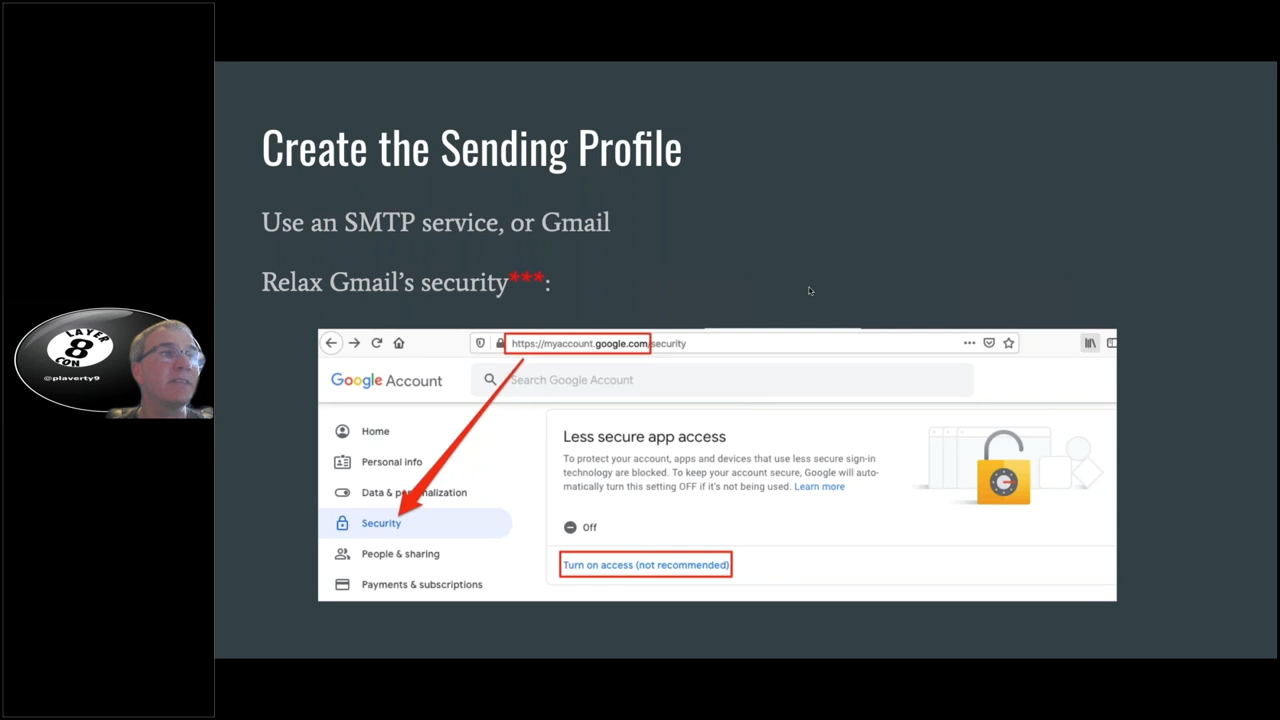 Create the Sending Profile
Use an SMTP service, or Gmail
Relax Gmail’s security***:
https://myaccount.google.com/security
Google Account
Search Google Account
Home
Personal info
Data & personalization
Security
People & sharing
Payments & subscriptions
Less secure app access
To protect your account, apps and devices that use less secure sign-in
technology are blocked. To keep your account secure, Google will auto-
matically turn this setting OFF if it's not being used. Learn more
Off
Turn on access (not recommended)
LAYER
8
CON
@plaverty9